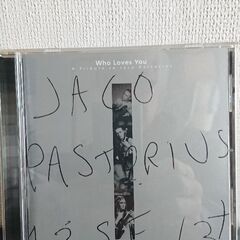 Who Loves You
A Tribute to Jaco Pastorius
JACO
PASTORIUS